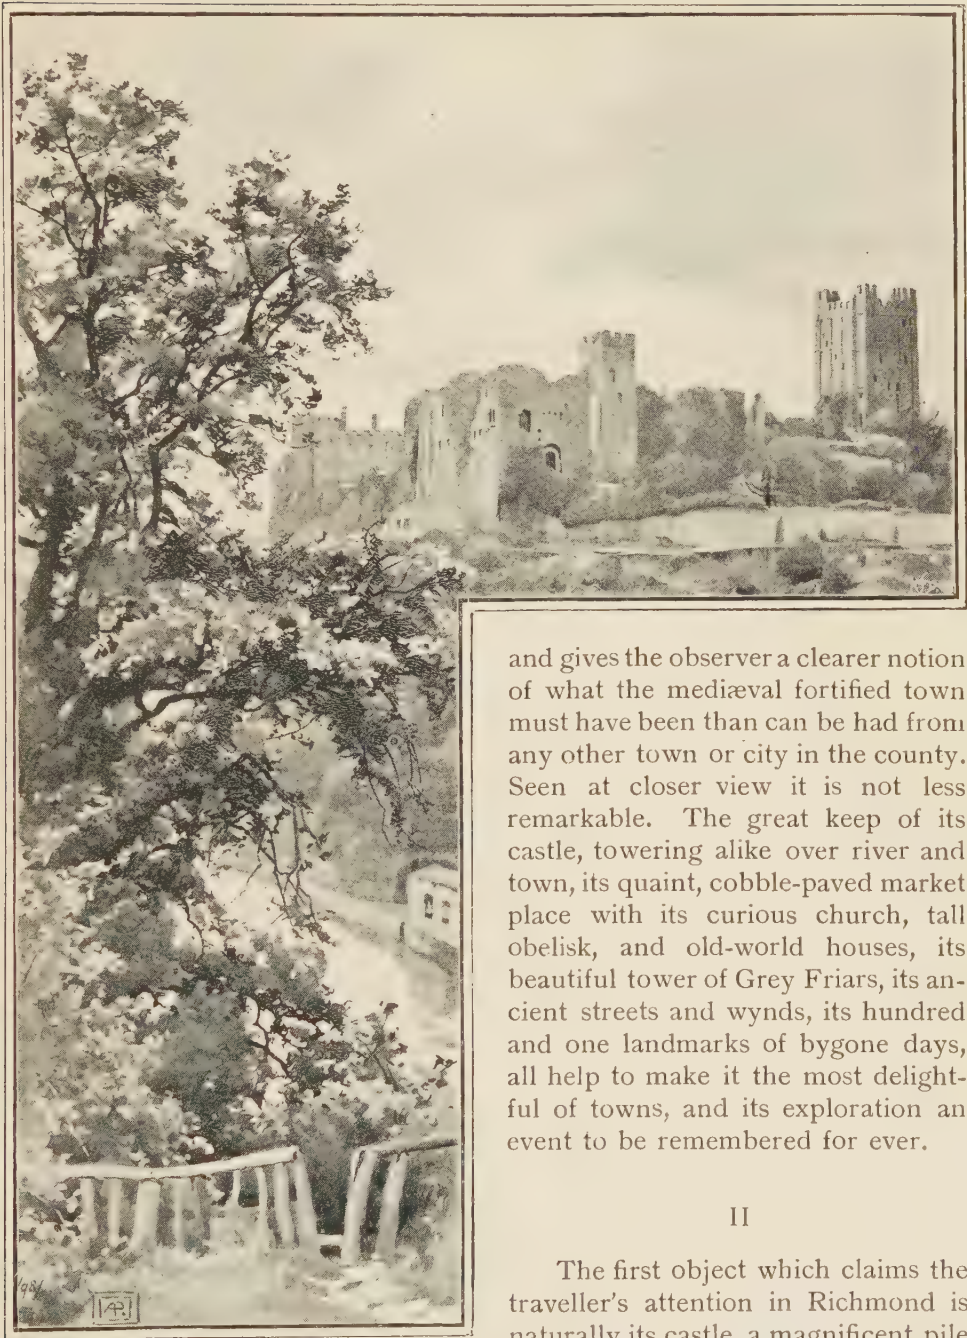 and gives the observer a clearer notion
of what the mediæval fortified town
must have been than can be had from
any other town or city in the county.
Seen at closer view it is not less
remarkable. The great keep of its
castle, towering alike over river and
town, its quaint, cobble-paved market
place with its curious church, tall
obelisk, and old-world houses, its
beautiful tower of Grey Friars, its an-
cient streets and wynds, its hundred
and one landmarks of bygone days,
all help to make it the most delight-
ful of towns, and its exploration an
event to be remembered for ever.
II
The first object which claims the
traveller's attention in Richmond is
naturally its castle, a magnificent pile